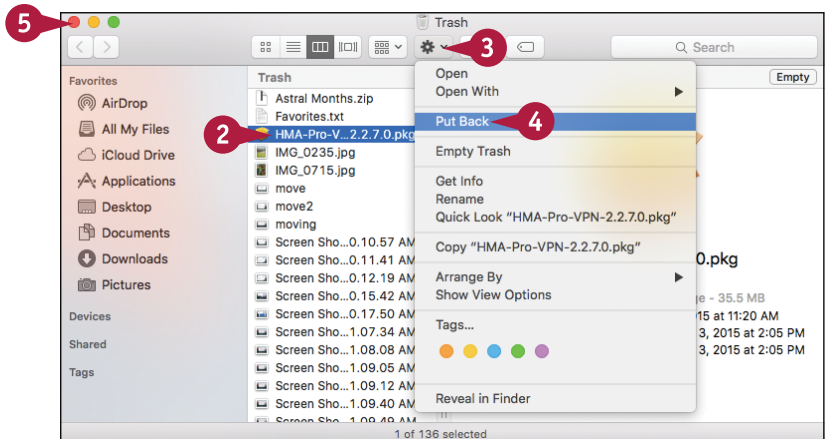 5
Trash
Search
3
Favorites
AirDrop
All My Files
iCloud Drive
Applications
Desktop
Documents
Downloads
Pictures
Devices
Shared
Tags
Trash
Astral Months.zip
Favorites.txt
2
HMA-Pro-V...2.2.7.0.pkg
IMG_0235.jpg
IMG_0715.jpg
move
move2
moving
Screen Sho...0.10.57 AM
Screen Sho...0.11.41 AM
Screen Sho...0.12.19 AM
Screen Sho...0.15.42 AM
Screen Sho...0.17.50 AM
Screen Sho...1.07.34 AM
Screen Sho...1.08.08 AM
Screen Sho...1.09.05 AM
Screen Sho...1.09.12 AM
Screen Sho...1.09.40 AM
Screen Sho...1.09.49 AM
Open
Open With
Put Back
4
Empty Trash
Get Info
Rename
Quick Look “HMA-Pro-VPN-2.2.7.0.pkg”
Copy “HMA-Pro-VPN-2.2.7.0.pkg”
Arrange By
Show View Options
Tags...
Reveal in Finder
Empty
0.pkg
ge - 35.5 MB
15 at 11:20 AM
3, 2015 at 2:05 PM
3, 2015 at 2:05 PM
1 of 136 selected